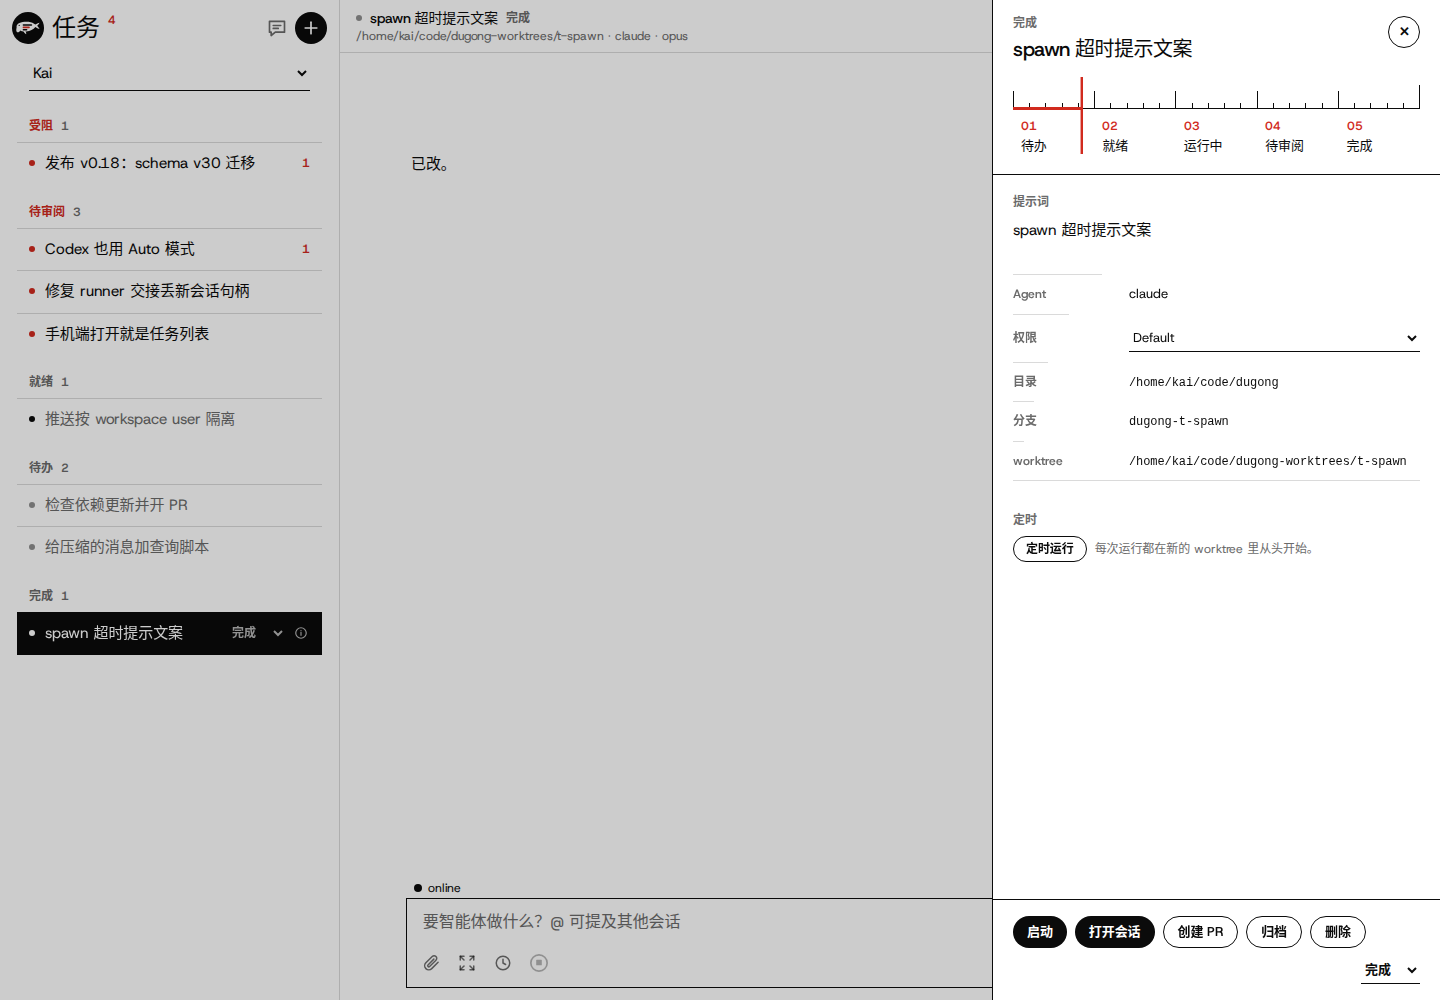 任务 4
Kai
受阻 1
发布 v0.18：schema v30 迁移 1
待审阅 3
Codex 也用 Auto 模式 1
修复 runner 交接丢新会话句柄
手机端打开就是任务列表
就绪 1
推送按 workspace user 隔离
待办 2
检查依赖更新并开 PR
给压缩的消息加查询脚本
完成 1
spawn 超时提示文案 完成
spawn 超时提示文案 完成
/home/kai/code/dugong-worktrees/t-spawn · claude · opus
已改。
online
要智能体做什么？@ 可提及其他会话
完成
spawn 超时提示文案
01 02 03 04 05
待办 就绪 运行中 待审阅 完成
提示词
spawn 超时提示文案
Agent claude
权限 Default
目录 /home/kai/code/dugong
分支 dugong-t-spawn
worktree /home/kai/code/dugong-worktrees/t-spawn
定时
定时运行 每次运行都在新的 worktree 里从头开始。
启动 打开会话 创建 PR 归档 删除
完成